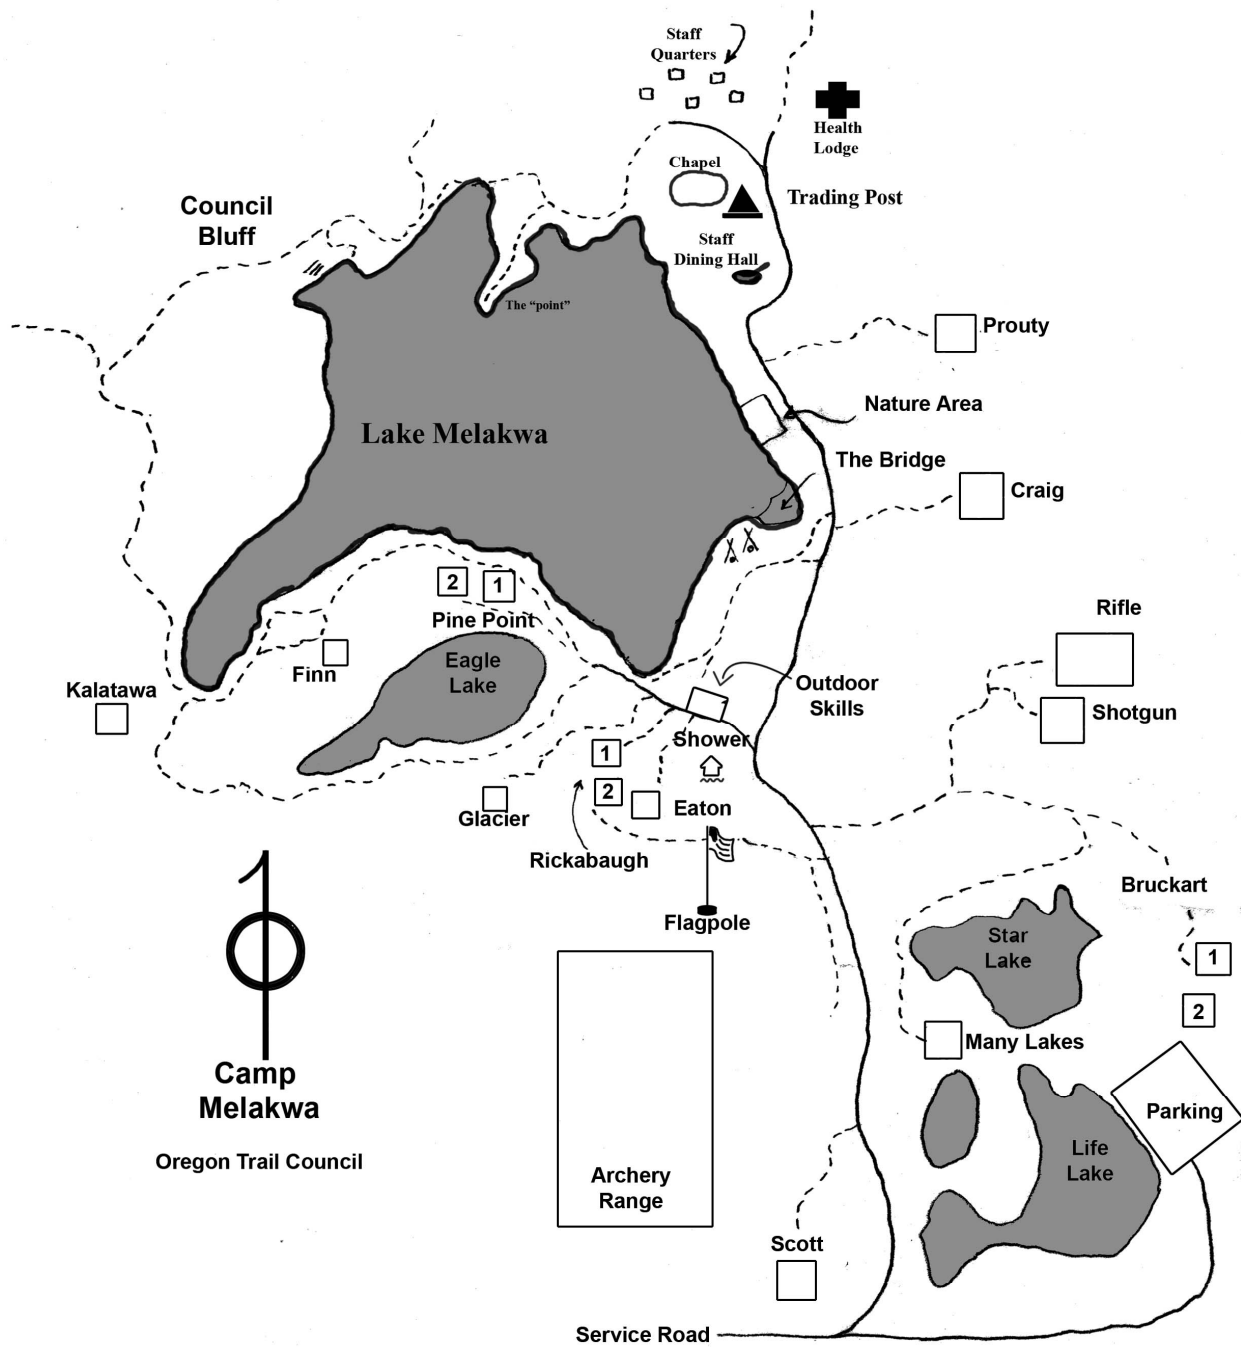 Staff
Quarters
Health
Lodge
Chapel
Trading Post
Council
Bluff
Staff
Dining Hall
The "point"
Prouty
Nature Area
Lake Melakwa
The Bridge
Craig
2
1
Pine Point
Rifle
Eagle
Lake
Finn
Kalatawa
Outdoor
Skills
Shotgun
Shower
1
2
Glacier
Eaton
Rickabaugh
Bruckart
Flagpole
Star
Lake
1
2
Many Lakes
Camp
Melakwa
Parking
Oregon Trail Council
Life
Lake
Archery
Range
Scott
Service Road